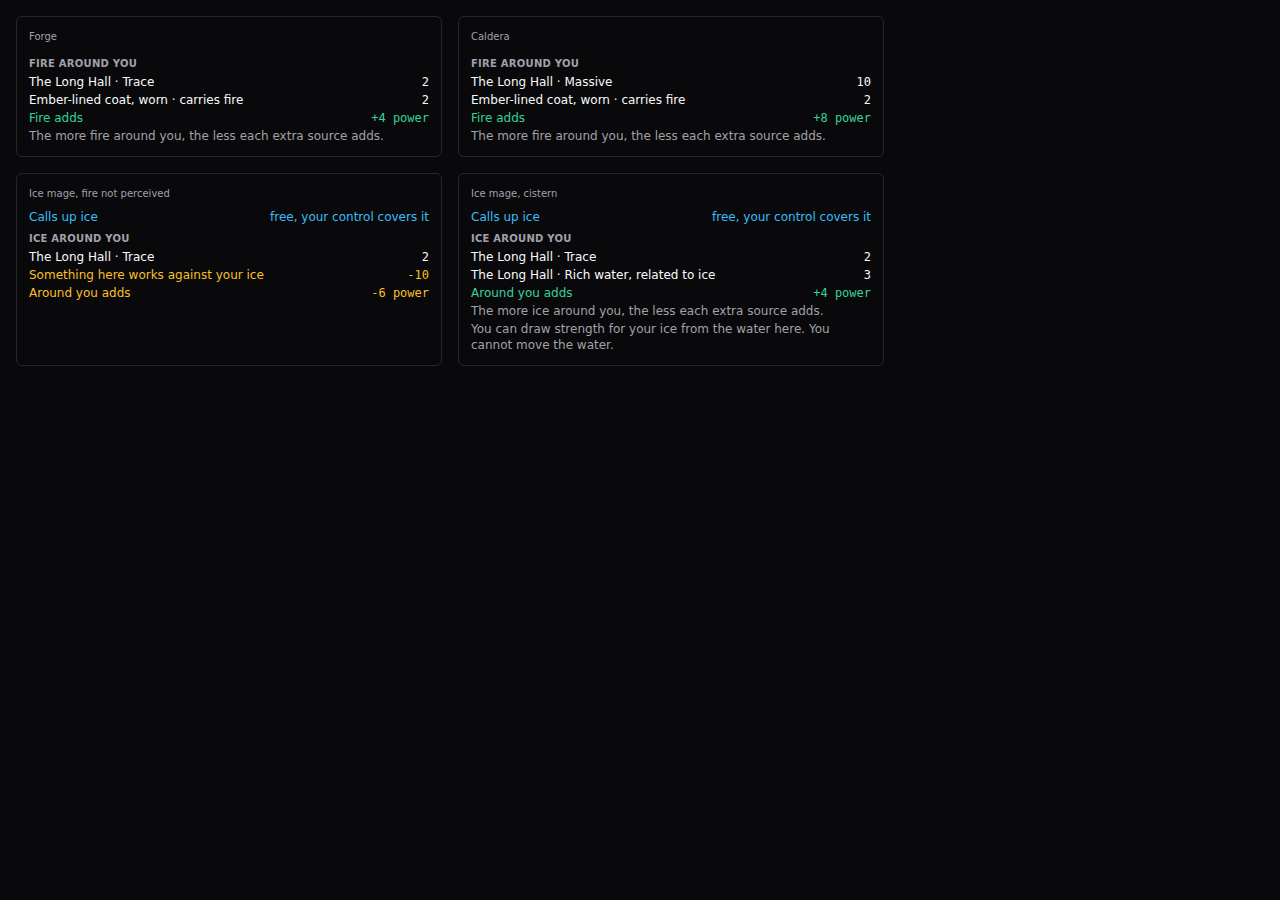 Forge
FIRE AROUND YOU
The Long Hall · Trace 2
Ember-lined coat, worn · carries fire 2
Fire adds +4 power
The more fire around you, the less each extra source adds.
Caldera
FIRE AROUND YOU
The Long Hall · Massive 10
Ember-lined coat, worn · carries fire 2
Fire adds +8 power
The more fire around you, the less each extra source adds.
Ice mage, fire not perceived
Calls up ice free, your control covers it
ICE AROUND YOU
The Long Hall · Trace 2
Something here works against your ice -10
Around you adds -6 power
Ice mage, cistern
Calls up ice free, your control covers it
ICE AROUND YOU
The Long Hall · Trace 2
The Long Hall · Rich water, related to ice 3
Around you adds +4 power
The more ice around you, the less each extra source adds.
You can draw strength for your ice from the water here. You
cannot move the water.